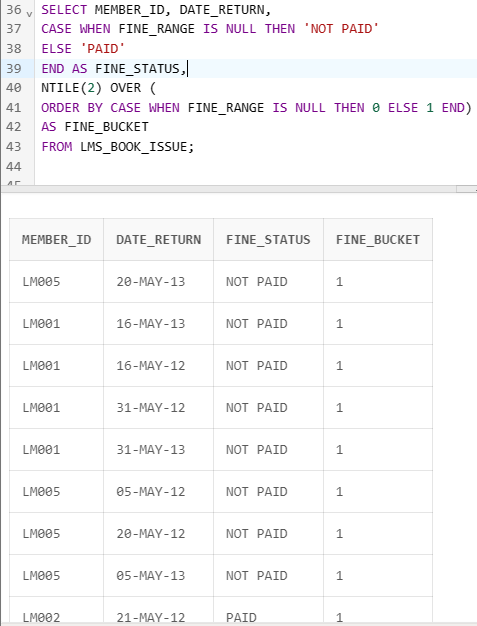 36 SELECT MEMBER_ID, DATE_RETURN,
37 CASE WHEN FINE_RANGE IS NULL THEN 'NOT PAID'
38 ELSE 'PAID'
39 END AS FINE_STATUS,
40 NTILE(2) OVER (
41 ORDER BY CASE WHEN FINE_RANGE IS NULL THEN 0 ELSE 1 END)
42 AS FINE_BUCKET
43 FROM LMS_BOOK_ISSUE;
44
45
MEMBER_ID DATE_RETURN FINE_STATUS FINE_BUCKET
LM005 20-MAY-13 NOT PAID 1
LM001 16-MAY-13 NOT PAID 1
LM001 16-MAY-12 NOT PAID 1
LM001 31-MAY-12 NOT PAID 1
LM001 31-MAY-13 NOT PAID 1
LM005 05-MAY-12 NOT PAID 1
LM005 20-MAY-12 NOT PAID 1
LM005 05-MAY-13 NOT PAID 1
LM002 21-MAY-12 PAID 1